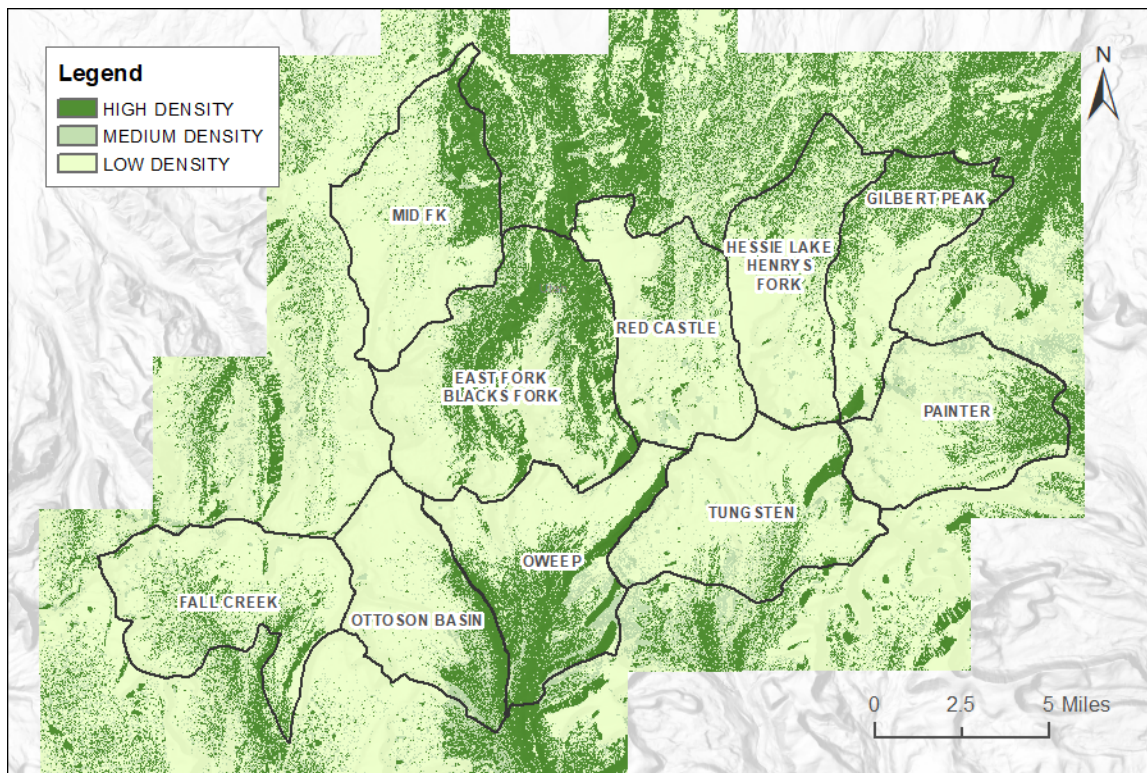 Legend
HIGH DENSITY
MEDIUM DENSITY
LOW DENSITY
N
MID FK
GILBERT PEAK
HESSIE LAKE
HENRYS
FORK
RED CASTLE
EAST FORK
BLACKS FORK
PAINTER
TUNGSTEN
OWEEP
FALL CREEK
OTTOSON BASIN
0 2.5 5 Miles